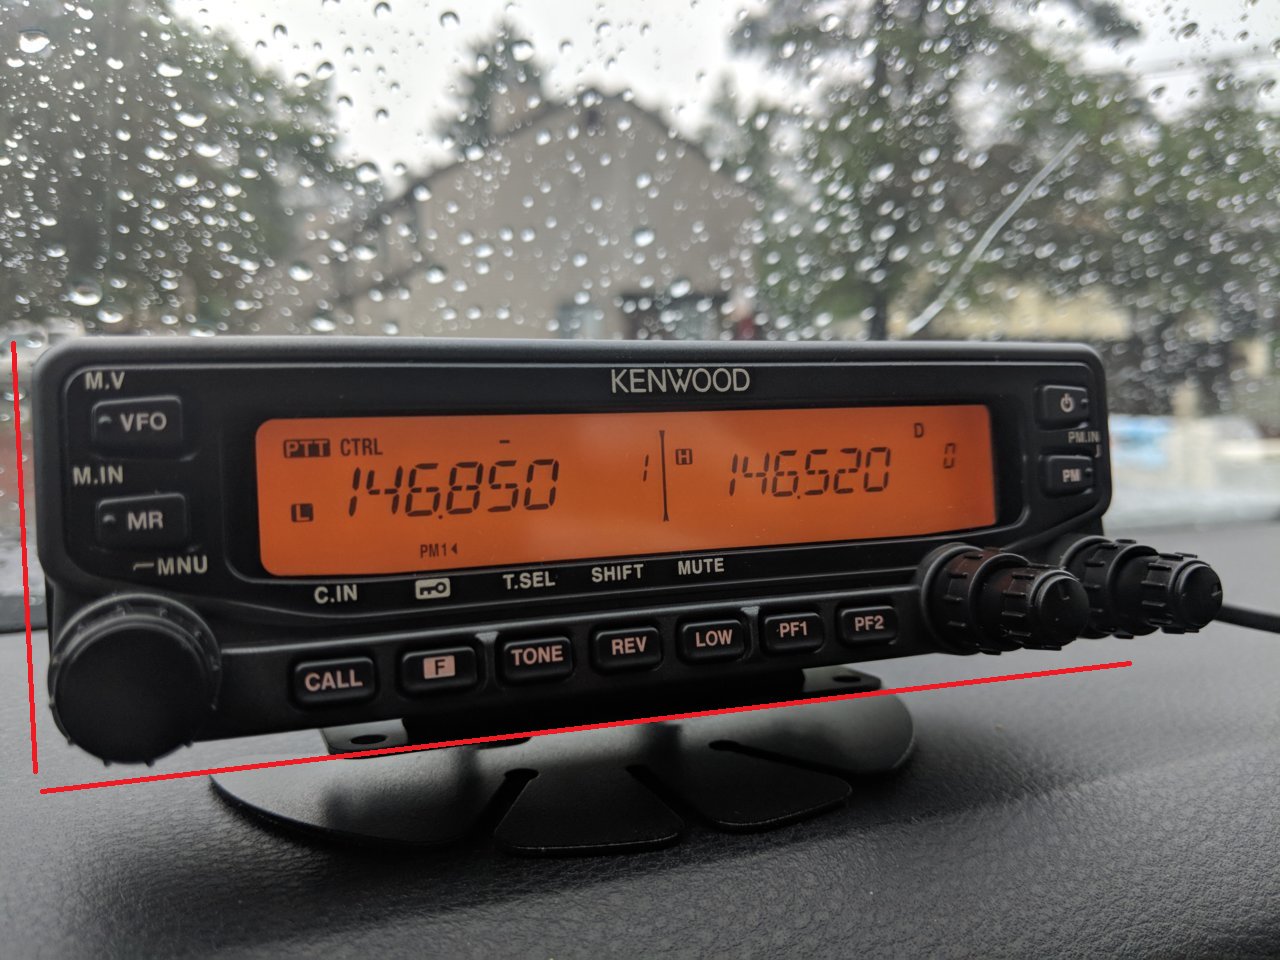 KENWOOD
M.V
VFO
M.IN
MR
MNU
PTT CTRL
146.850 1
L
PM1
H 146.520 D 0
PM.IN
PM
C.IN T.SEL SHIFT MUTE
CALL F TONE REV LOW PF1 PF2